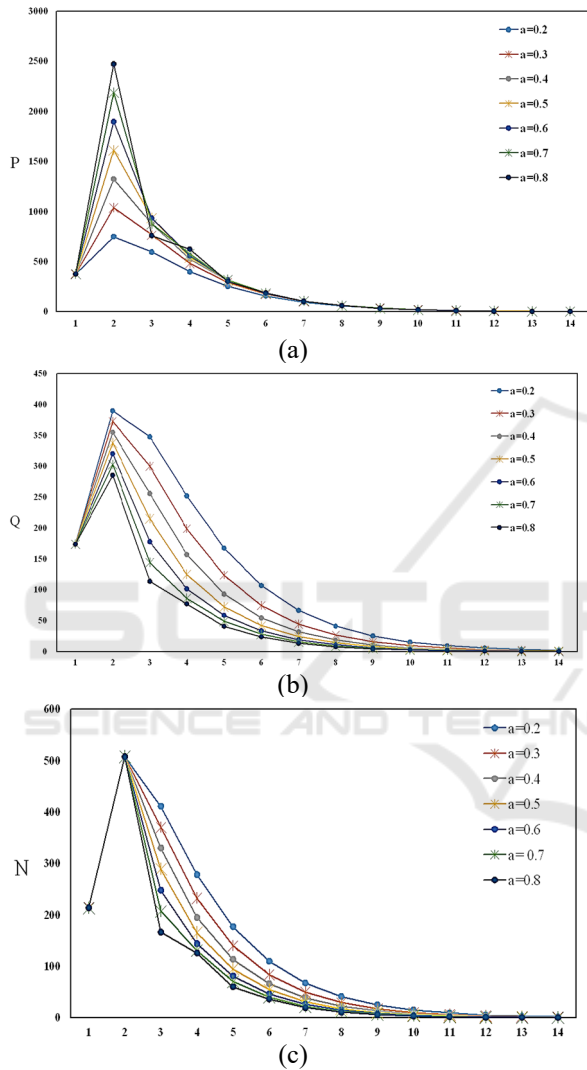 3000
2500
2000
1500
1000
500
0
P
a=0.2
a=0.3
a=0.4
a=0.5
a=0.6
a=0.7
a=0.8
1 2 3 4 5 6 7 8 9 10 11 12 13 14
(a)
450
400
350
300
250
200
150
100
50
0
Q
a=0.2
a=0.3
a=0.4
a=0.5
a=0.6
a=0.7
a=0.8
1 2 3 4 5 6 7 8 9 10 11 12 13 14
(b)
SCIENCE AND TECHN
600
500
400
300
200
100
0
N
a=0.2
a=0.3
a=0.4
a=0.5
a=0.6
a= 0.7
a=0.8
1 2 3 4 5 6 7 8 9 10 11 12 13 14
(c)